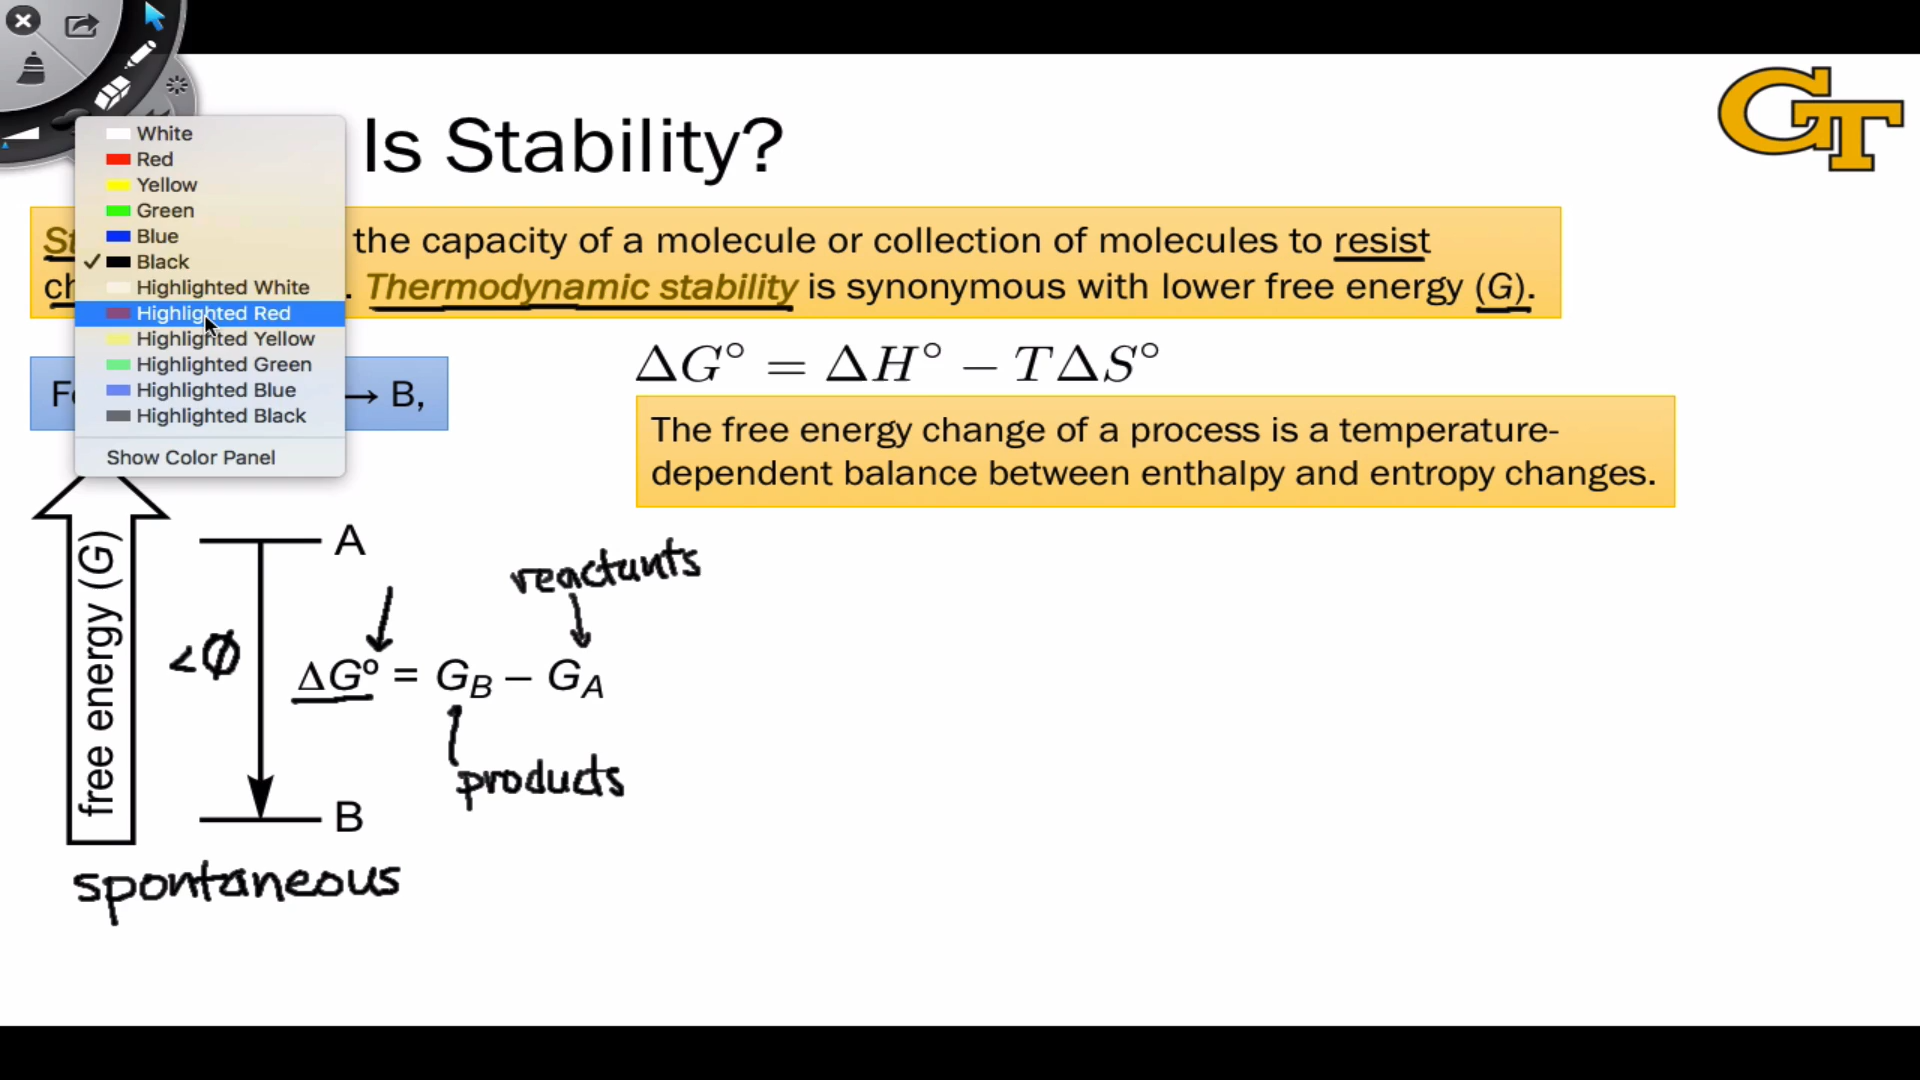 GT
Is Stability?
the capacity of a molecule or collection of molecules to resist
. Thermodynamic stability is synonymous with lower free energy (G).
White
Red
Yellow
Green
Blue
✓ Black
Highlighted White
Highlighted Red
Highlighted Yellow
Highlighted Green
Highlighted Blue
Highlighted Black
Show Color Panel
→ B,
ΔG° = ΔH° − TΔS°
The free energy change of a process is a temperature-
dependent balance between enthalpy and entropy changes.
free energy (G)
A
reactants
<0
ΔGº = G_B – G_A
products
B
spontaneous